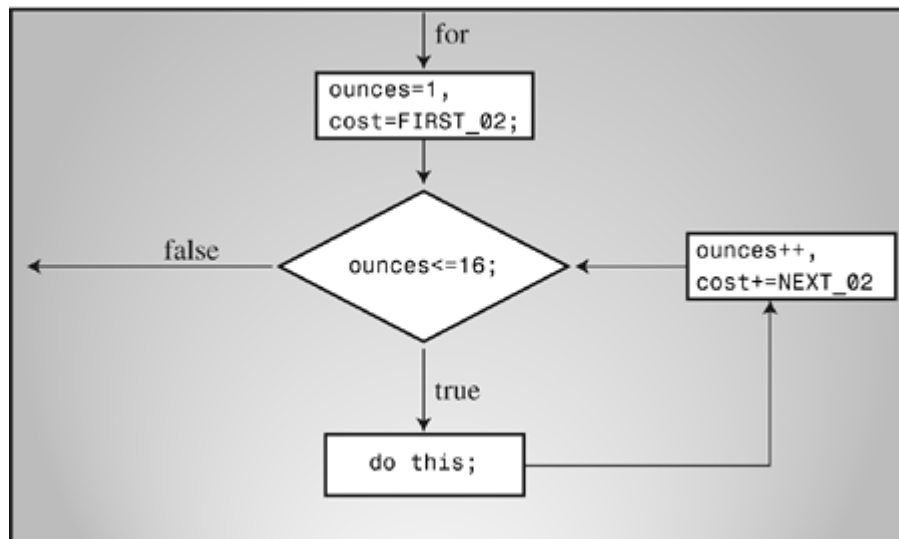 for
ounces=1,
cost=FIRST_02;
false
ounces<=16;
ounces++,
cost+=NEXT_02
true
do this;